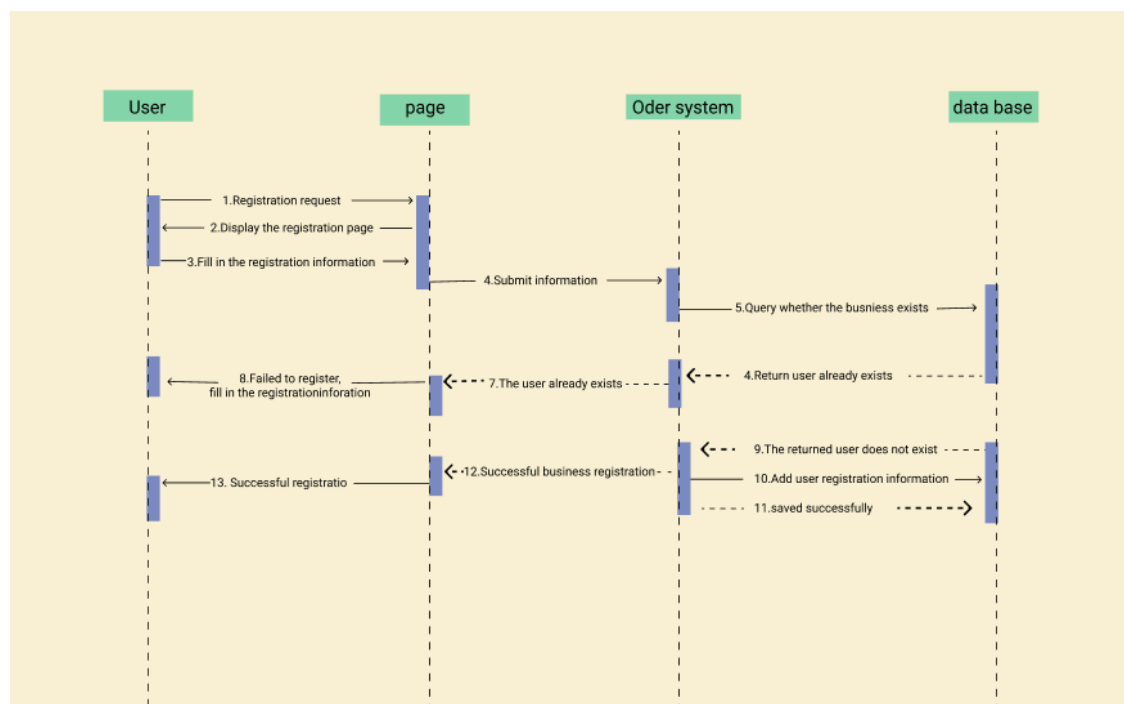 User
page
Oder system
data base
1.Registration request
2.Display the registration page
3.Fill in the registration information
4.Submit information
5.Query whether the busniess exists
4.Return user already exists
7.The user already exists
8.Failed to register,
fill in the registrationinforation
9.The returned user does not exist
10.Add user registration information
11.saved successfully
12.Successful business registration
13. Successful registratio